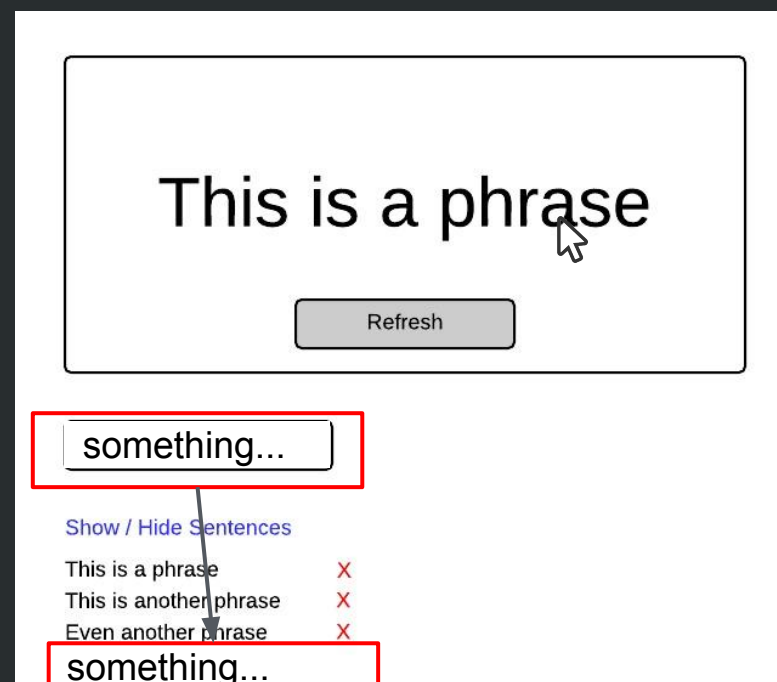 This is a phrase
Refresh
something...
Show / Hide Sentences
This is a phrase X
This is another phrase X
Even another phrase X
something...